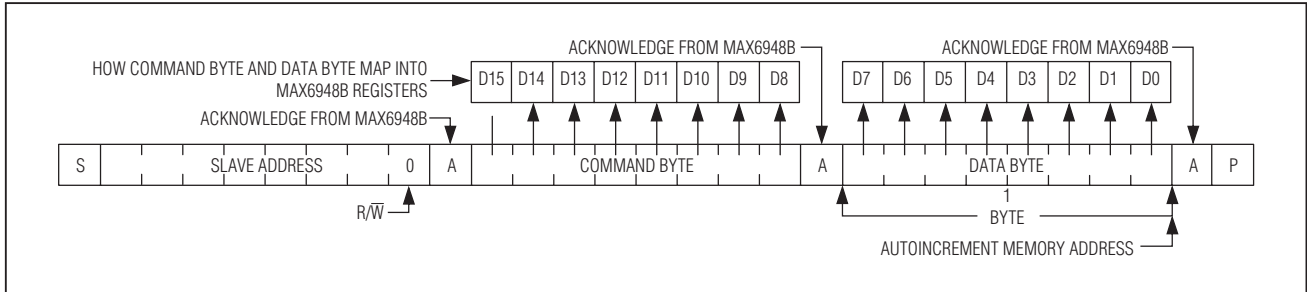 ACKNOWLEDGE FROM MAX6948B
ACKNOWLEDGE FROM MAX6948B
HOW COMMAND BYTE AND DATA BYTE MAP INTO
MAX6948B REGISTERS
D15 D14 D13 D12 D11 D10 D9 D8
D7 D6 D5 D4 D3 D2 D1 D0
ACKNOWLEDGE FROM MAX6948B
S SLAVE ADDRESS 0 A COMMAND BYTE A DATA BYTE A P
R/W̅
1
BYTE
AUTOINCREMENT MEMORY ADDRESS